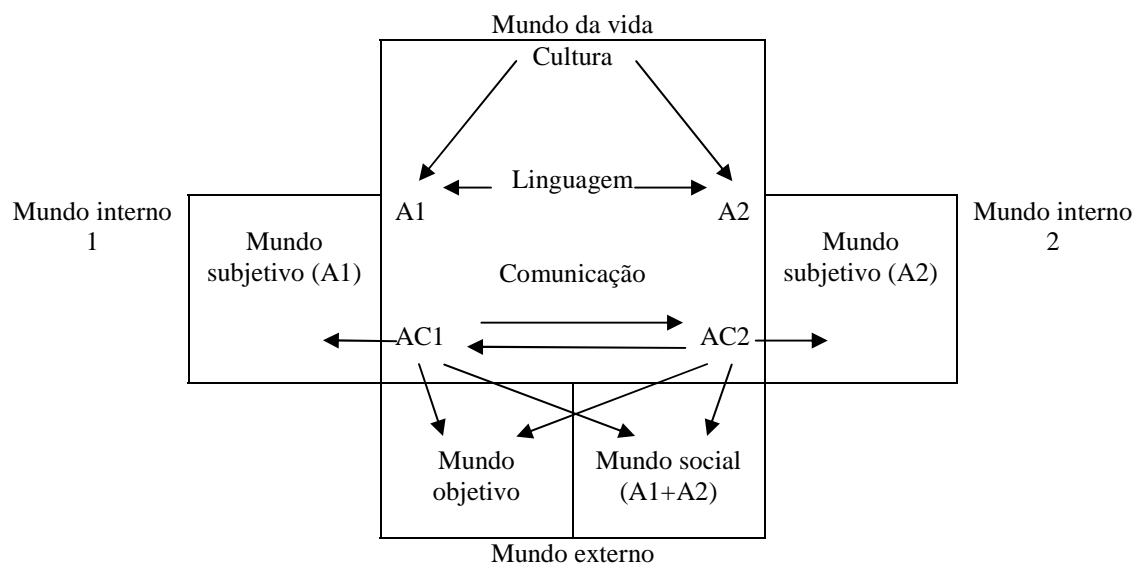 Mundo da vida
Cultura
Linguagem
A1
A2
Mundo interno
1
Mundo interno
2
Mundo
subjetivo (A1)
Mundo
subjetivo (A2)
Comunicação
AC1
AC2
Mundo
objetivo
Mundo social
(A1+A2)
Mundo externo